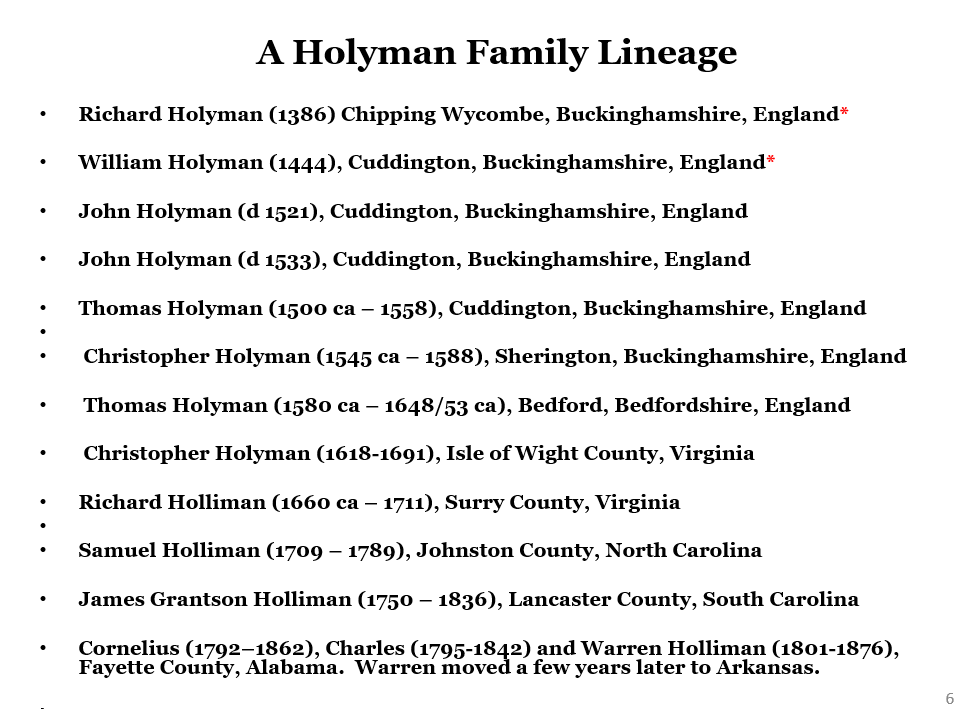 A Holyman Family Lineage
• Richard Holyman (1386) Chipping Wycombe, Buckinghamshire, England*
• William Holyman (1444), Cuddington, Buckinghamshire, England*
• John Holyman (d 1521), Cuddington, Buckinghamshire, England
• John Holyman (d 1533), Cuddington, Buckinghamshire, England
• Thomas Holyman (1500 ca – 1558), Cuddington, Buckinghamshire, England
•
• Christopher Holyman (1545 ca – 1588), Sherington, Buckinghamshire, England
• Thomas Holyman (1580 ca – 1648/53 ca), Bedford, Bedfordshire, England
• Christopher Holyman (1618-1691), Isle of Wight County, Virginia
• Richard Holliman (1660 ca – 1711), Surry County, Virginia
•
• Samuel Holliman (1709 – 1789), Johnston County, North Carolina
• James Grantson Holliman (1750 – 1836), Lancaster County, South Carolina
• Cornelius (1792–1862), Charles (1795-1842) and Warren Holliman (1801-1876),
Fayette County, Alabama.  Warren moved a few years later to Arkansas.
6